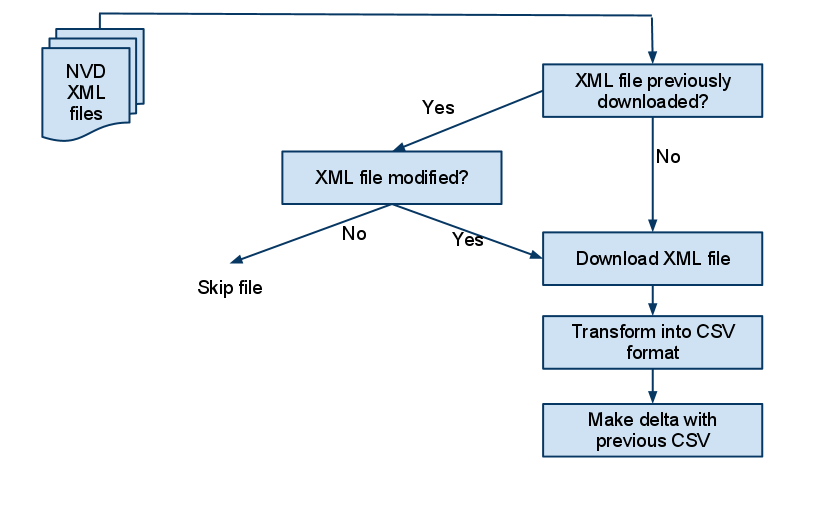 NVD
XML
files
XML file previously
downloaded?
Yes
No
XML file modified?
No
Yes
Skip file
Download XML file
Transform into CSV
format
Make delta with
previous CSV